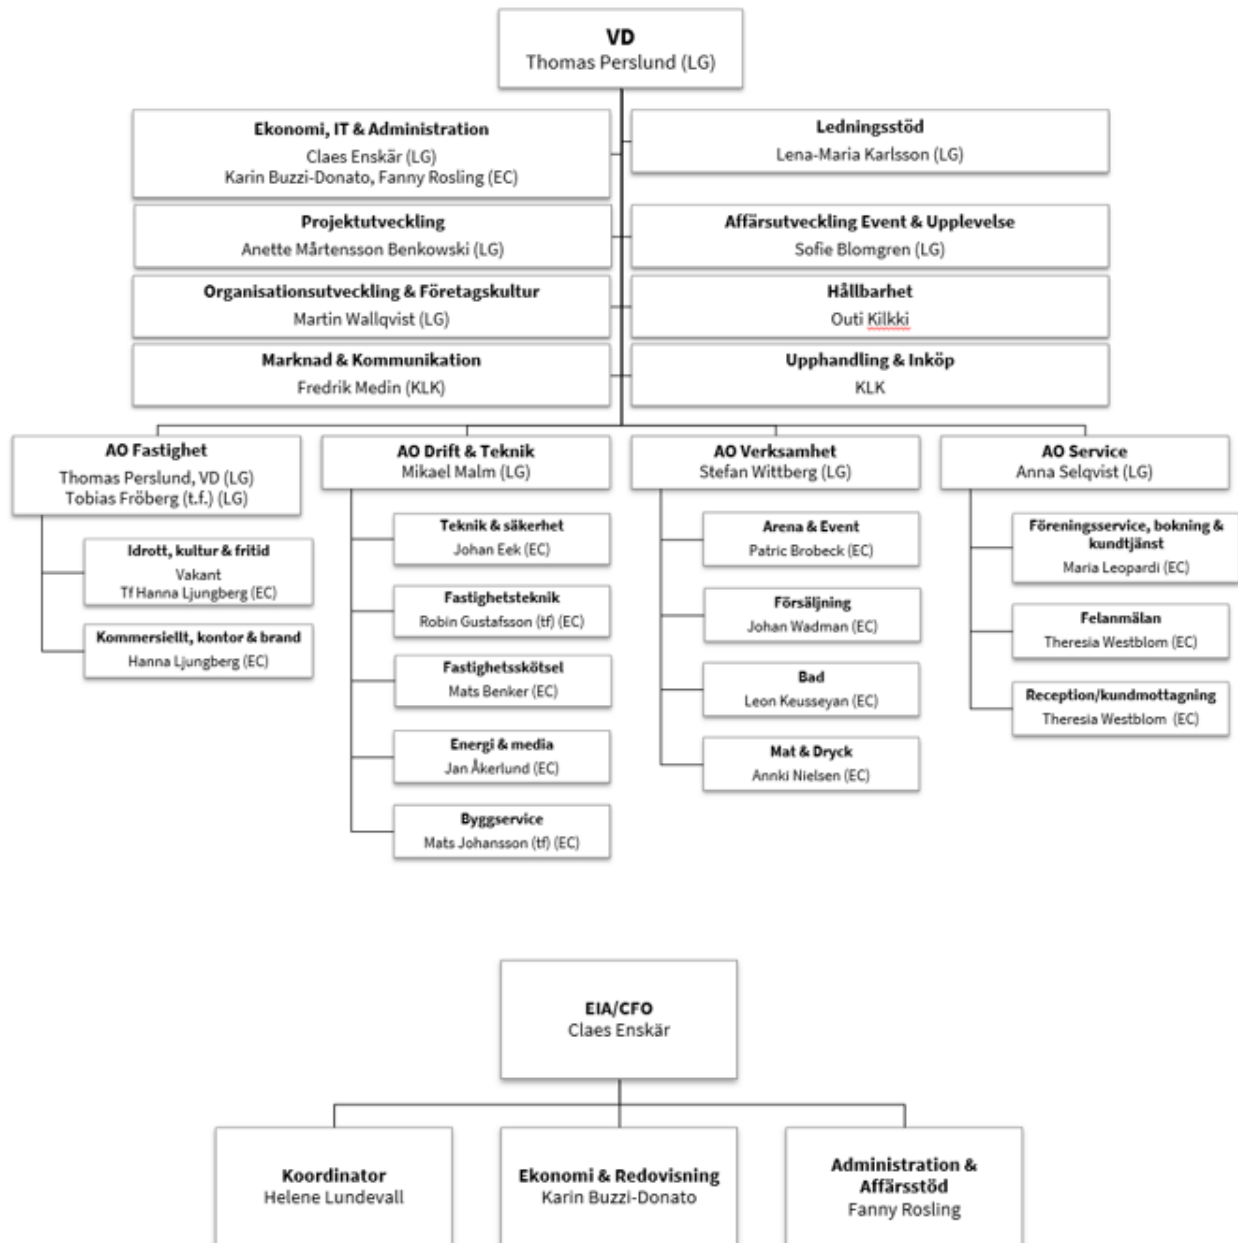 VD
Thomas Perslund (LG)
Ekonomi, IT & Administration
Claes Enskär (LG)
Karin Buzzi-Donato, Fanny Rosling (EC)
Ledningsstöd
Lena-Maria Karlsson (LG)
Projektutveckling
Anette Mårtensson Benkowski (LG)
Affärsutveckling Event & Upplevelse
Sofie Blomgren (LG)
Organisationsutveckling & Företagskultur
Martin Wallqvist (LG)
Hållbarhet
Outi Kilkki
Marknad & Kommunikation
Fredrik Medin (KLK)
Upphandling & Inköp
KLK
AO Fastighet
Thomas Perslund, VD (LG)
Tobias Fröberg (t.f.) (LG)
Idrott, kultur & fritid
Vakant
Tf Hanna Ljungberg (EC)
Kommersiellt, kontor & brand
Hanna Ljungberg (EC)
AO Drift & Teknik
Mikael Malm (LG)
Teknik & säkerhet
Johan Eek (EC)
Fastighetsteknik
Robin Gustafsson (tf) (EC)
Fastighetsskötsel
Mats Benker (EC)
Energi & media
Jan Åkerlund (EC)
Byggservice
Mats Johansson (tf) (EC)
AO Verksamhet
Stefan Wittberg (LG)
Arena & Event
Patric Brobeck (EC)
Försäljning
Johan Wadman (EC)
Bad
Leon Keusseyan (EC)
Mat & Dryck
Annki Nielsen (EC)
AO Service
Anna Selqvist (LG)
Föreningsservice, bokning &
kundtjänst
Maria Leopardi (EC)
Felanmälan
Theresia Westblom (EC)
Reception/kundmottagning
Theresia Westblom (EC)
EIA/CFO
Claes Enskär
Koordinator
Helene Lundevall
Ekonomi & Redovisning
Karin Buzzi-Donato
Administration &
Affärsstöd
Fanny Rosling